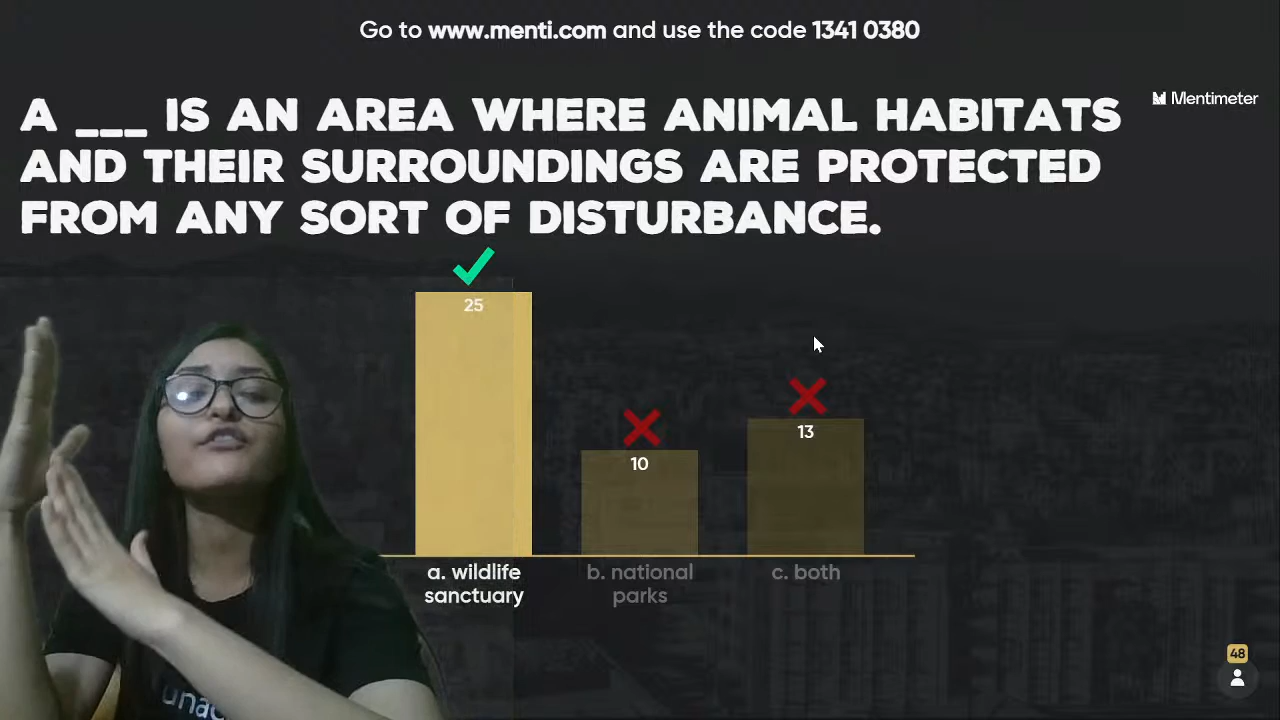 Go to www.menti.com and use the code 1341 0380
Mentimeter
A ___ IS AN AREA WHERE ANIMAL HABITATS
AND THEIR SURROUNDINGS ARE PROTECTED
FROM ANY SORT OF DISTURBANCE.
25
10
13
a. wildlife
sanctuary
b. national
parks
c. both
48